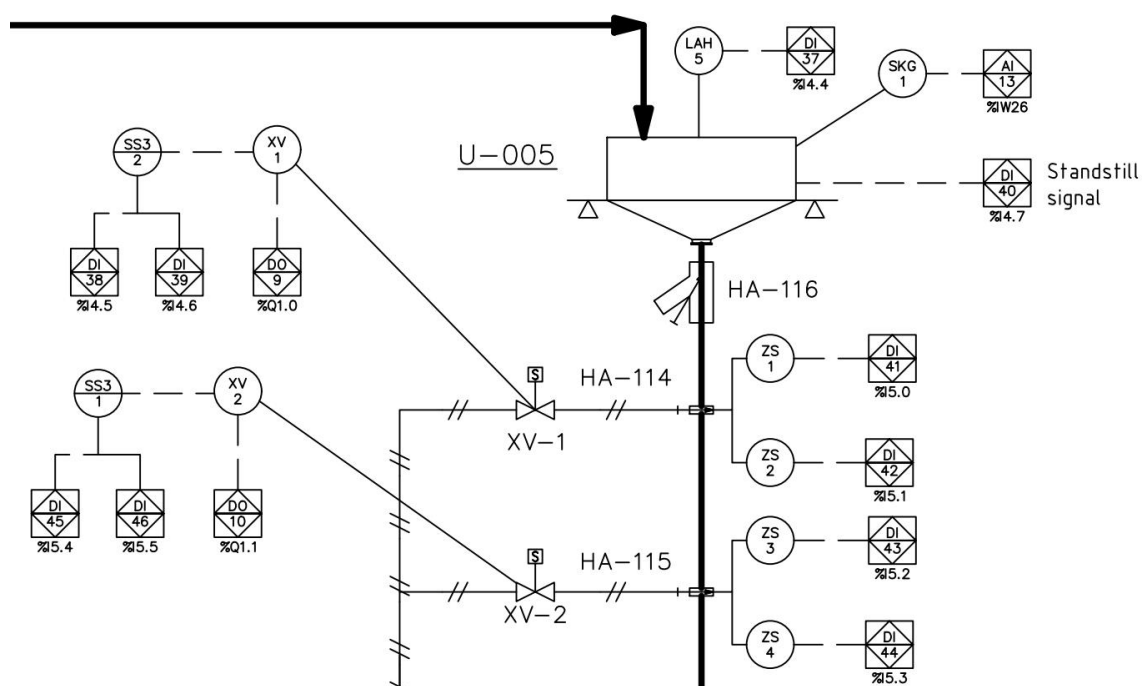 LAH
5
DI
37
%I4.4
SKG
1
AI
13
%IW26
SS3
2
XV
1
U-005
DI
40
%I4.7
Standstill
signal
DI
38
%I4.5
DI
39
%I4.6
DO
9
%Q1.0
HA-116
ZS
1
DI
41
%I5.0
SS3
1
XV
2
S
HA-114
XV-1
ZS
2
DI
42
%I5.1
DI
45
%I5.4
DI
46
%I5.5
DO
10
%Q1.1
ZS
3
DI
43
%I5.2
S
HA-115
XV-2
ZS
4
DI
44
%I5.3